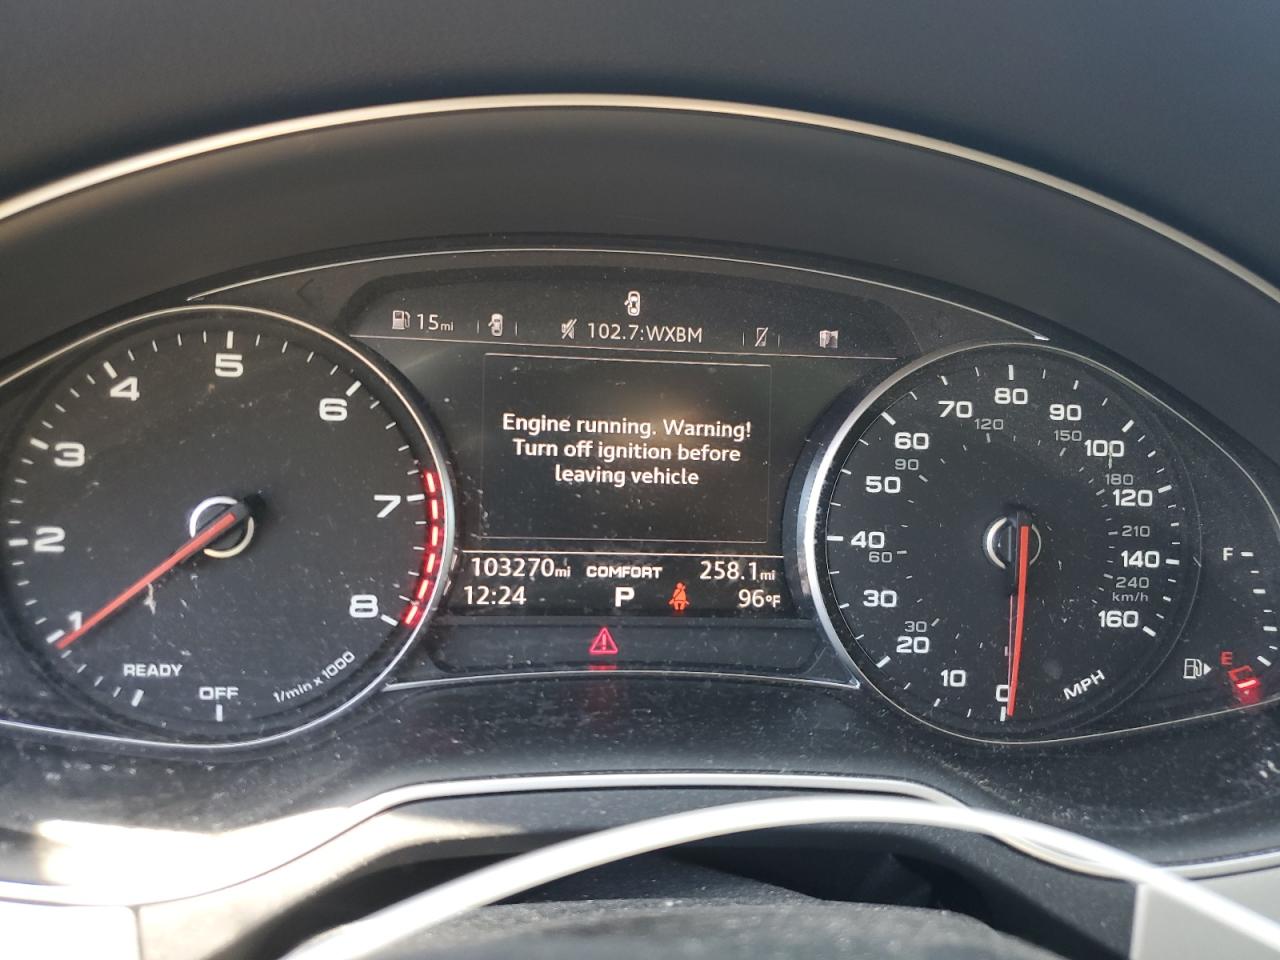 15mi
102.7:WXBM
Engine running. Warning!
Turn off ignition before
leaving vehicle
103270mi COMFORT 258.1mi
12:24 P 96°F
1
2
3
4
5
6
7
8
READY
OFF
1/min x 1000
0
10
20
30
40
50
60
70
80
90
100
120
140
160
MPH
30
60
90
120
150
180
210
240
km/h
F
E